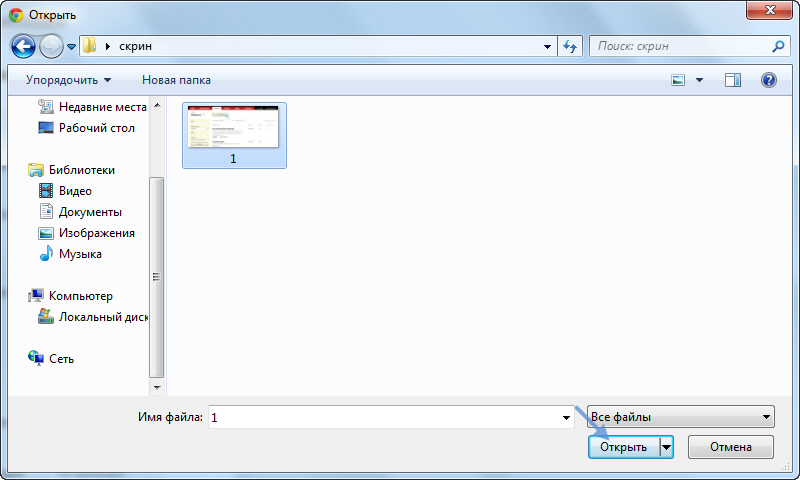 Открыть
скрин
Поиск: скрин
Упорядочить
Новая папка
Недавние места
Рабочий стол
Библиотеки
Видео
Документы
Изображения
Музыка
Компьютер
Локальный диск
Сеть
1
Имя файла: 1
Все файлы
Открыть
Отмена